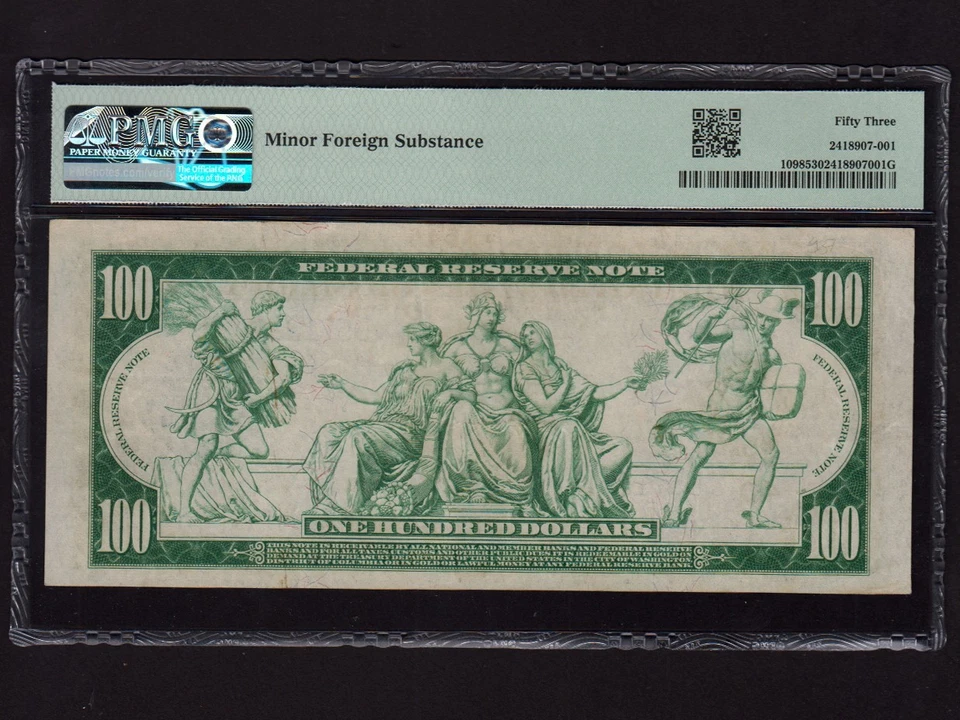 PMG
PAPER MONEY GUARANTY
PMGnotes.com/verify
The Official Grading
Service of the ANA
Minor Foreign Substance
Fifty Three
2418907-001
10985302418907001G
97
100 FEDERAL RESERVE NOTE 100
FEDERAL RESERVE NOTE
FEDERAL RESERVE NOTE
100 ONE HUNDRED DOLLARS 100
THIS NOTE IS RECEIVABLE BY ALL NATIONAL AND MEMBER BANKS AND FEDERAL RESERVE
BANKS AND FOR ALL TAXES, CUSTOMS AND OTHER PUBLIC DUES. IT IS REDEEMABLE IN GOLD ON
DEMAND AT THE TREASURY DEPARTMENT OF THE UNITED STATES IN THE CITY OF WASHINGTON,
DISTRICT OF COLUMBIA OR IN GOLD OR LAWFUL MONEY AT ANY FEDERAL RESERVE BANK.